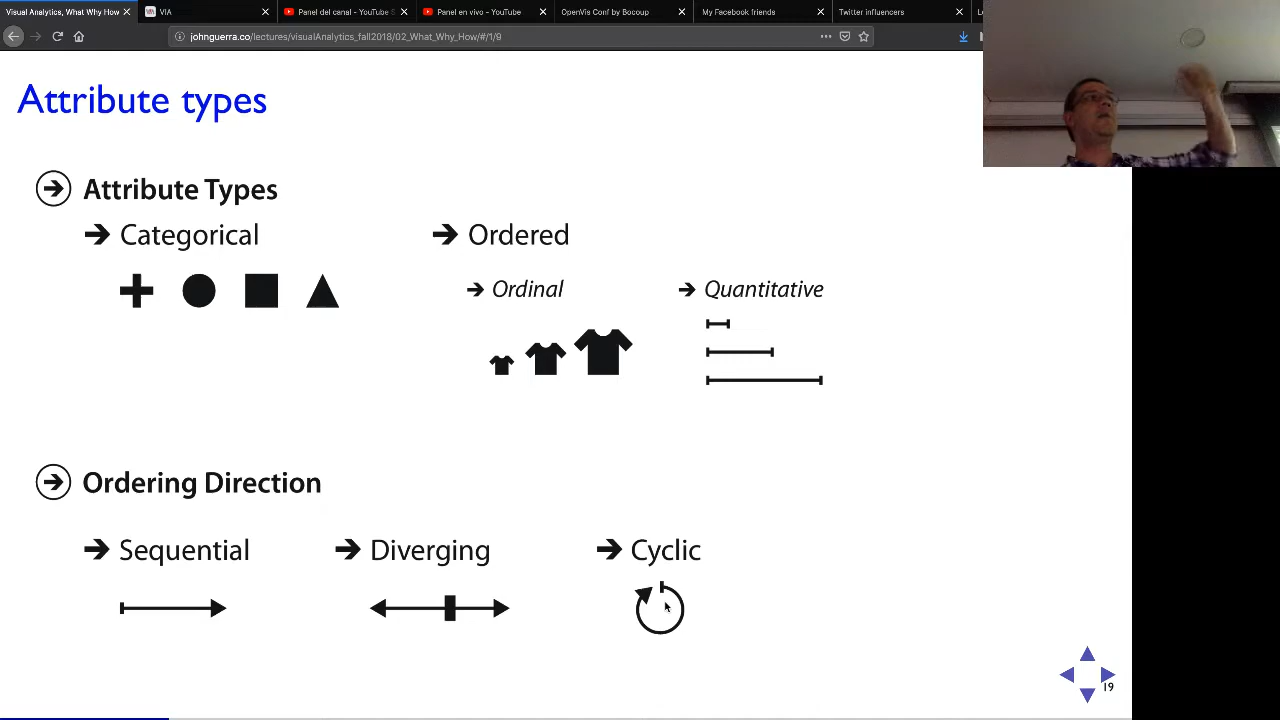 Visual Analytics, What Why How
VIA
Panel del canal - YouTube S
Panel en vivo - YouTube
OpenVis Conf by Bocoup
My Facebook friends
Twitter influencers
johnguerra.co/lectures/visualAnalytics_fall2018/02_What_Why_How/#/1/9
Attribute types
Attribute Types
Categorical
Ordered
Ordinal
Quantitative
Ordering Direction
Sequential
Diverging
Cyclic
19